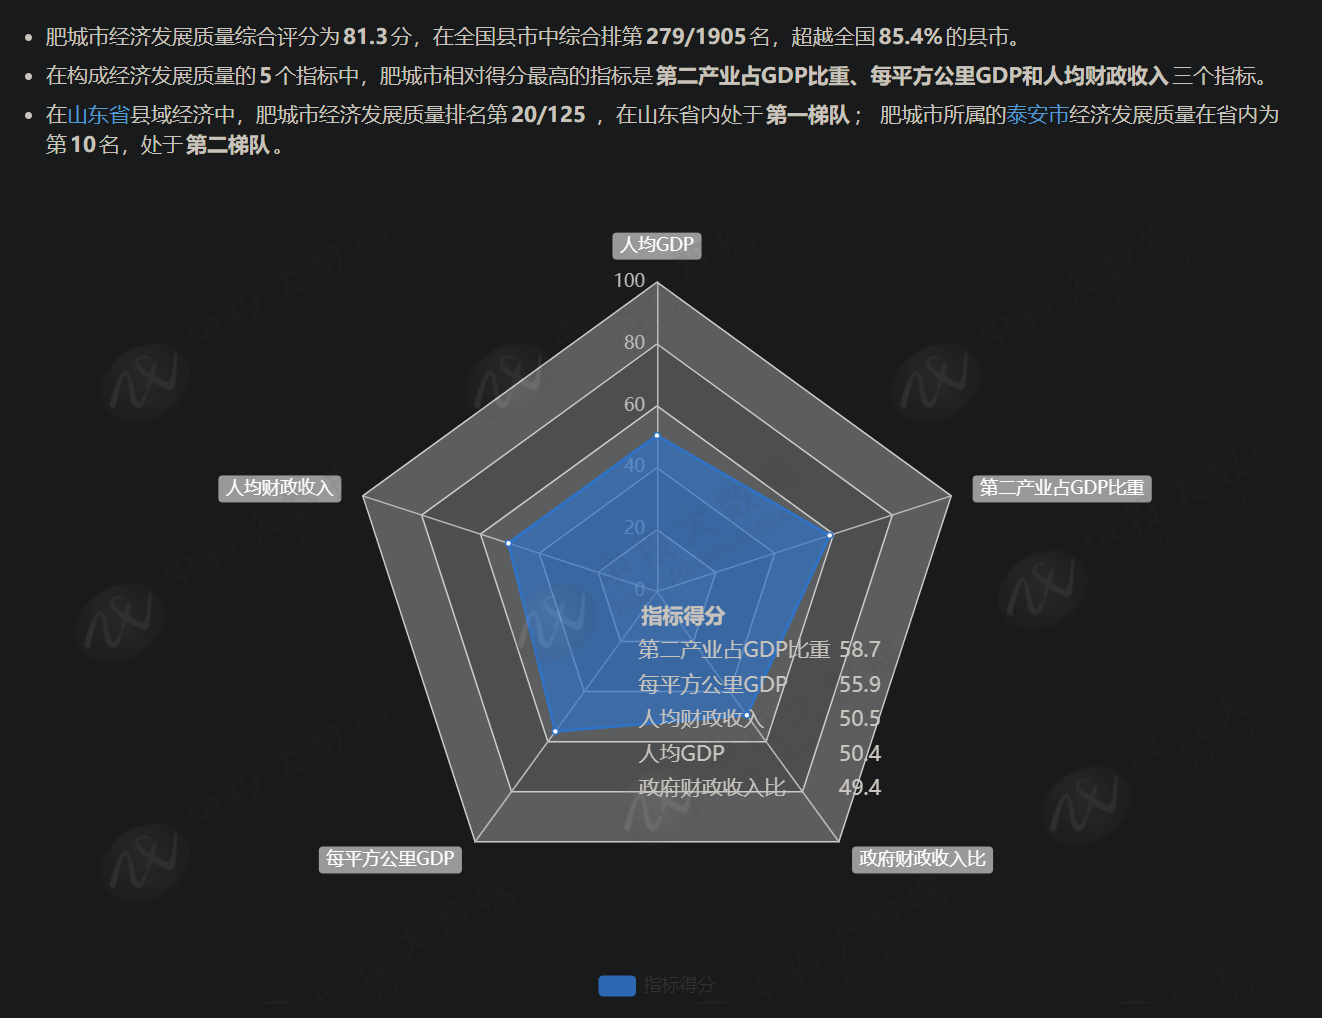 肥城市经济发展质量综合评分为81.3分，在全国县市中综合排第279/1905名，超越全国85.4%的县市。
在构成经济发展质量的5个指标中，肥城市相对得分最高的指标是第二产业占GDP比重、每平方公里GDP和人均财政收入三个指标。
在山东省县域经济中，肥城市经济发展质量排名第20/125 ，在山东省内处于第一梯队； 肥城市所属的泰安市经济发展质量在省内为
第10名，处于第二梯队。
人均GDP
100
80
60
40
20
0
人均财政收入
第二产业占GDP比重
指标得分
第二产业占GDP比重 58.7
每平方公里GDP 55.9
人均财政收入 50.5
人均GDP 50.4
政府财政收入比 49.4
每平方公里GDP
政府财政收入比
指标得分
中投大数据